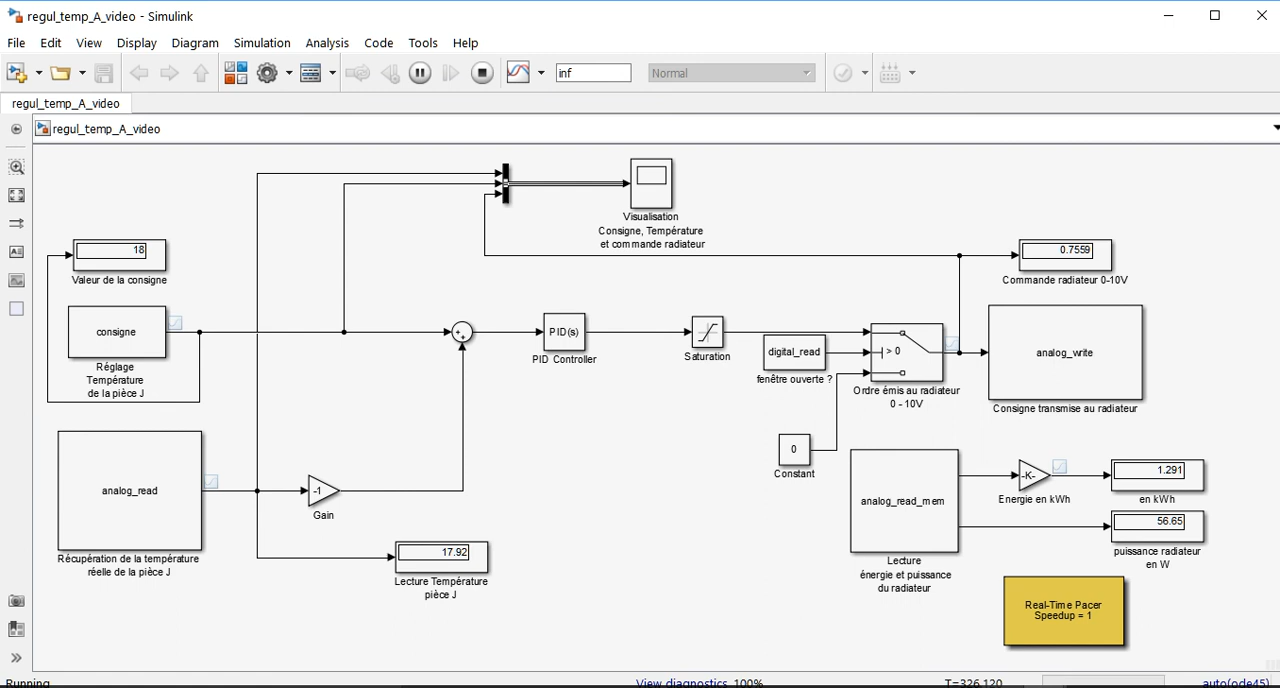 regul_temp_A_video - Simulink
File Edit View Display Diagram Simulation Analysis Code Tools Help
inf
Normal
regul_temp_A_video
regul_temp_A_video
Visualisation
Consigne, Température
et commande radiateur
18
Valeur de la consigne
0.7559
Commande radiateur 0-10V
consigne
Réglage
Température
de la pièce J
PID(s)
PID Controller
Saturation
digital_read
fenêtre ouverte ?
> 0
Ordre émis au radiateur
0 - 10V
analog_write
Consigne transmise au radiateur
0
Constant
analog_read
Récupération de la température
réelle de la pièce J
-1
Gain
17.92
Lecture Température
pièce J
analog_read_mem
Lecture
énergie et puissance
du radiateur
-K-
Energie en kWh
1.291
en kWh
56.65
puissance radiateur
en W
Real-Time Pacer
Speedup = 1
Running
View diagnostics 100%
T=326.120
auto(ode45)